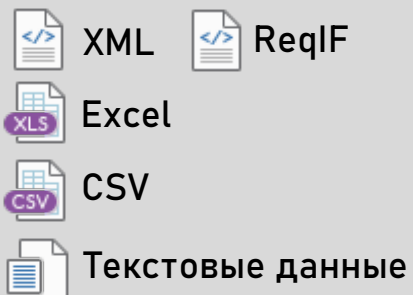 </> XML </> ReqIF
XLS Excel
CSV CSV
Текстовые данные